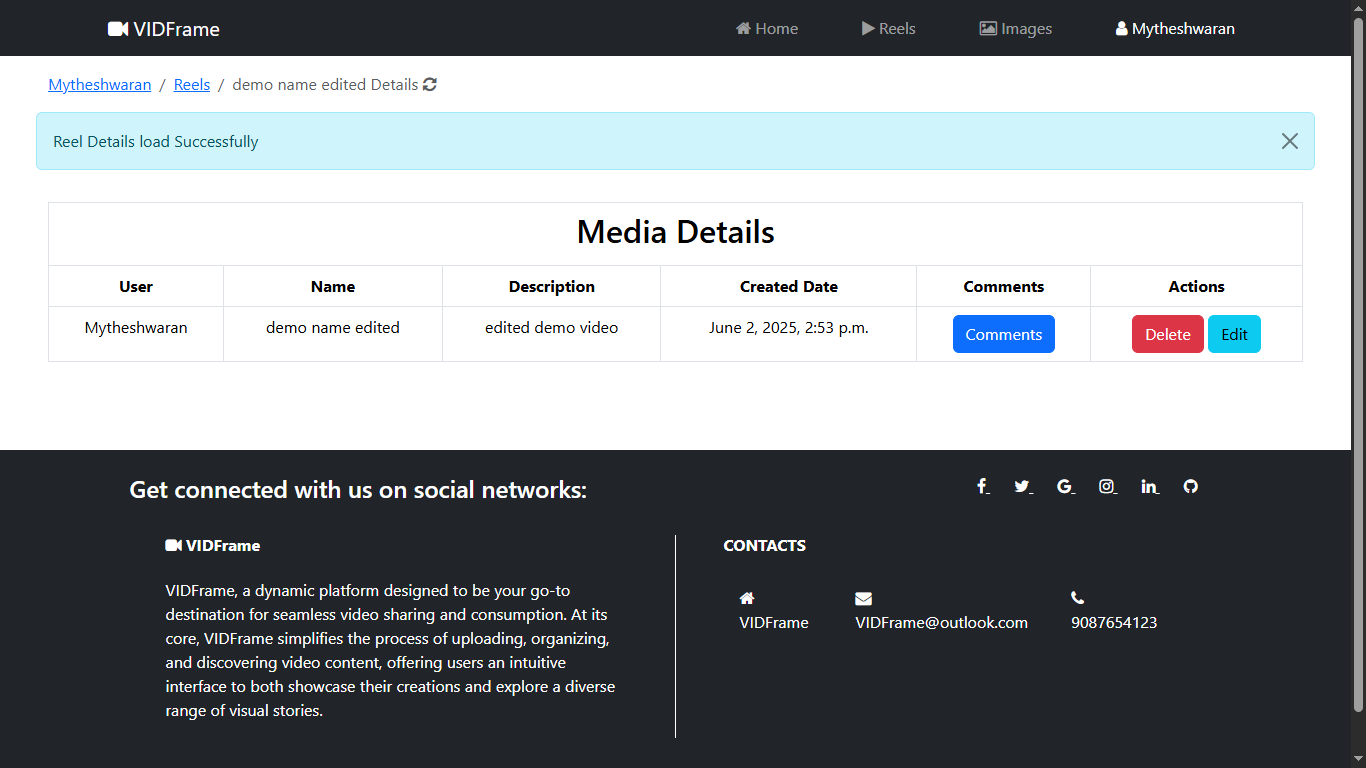 VIDFrame
Home
Reels
Images
Mytheshwaran
Mytheshwaran / Reels / demo name edited Details
Reel Details load Successfully
Media Details
User Name Description Created Date Comments Actions
Mytheshwaran demo name edited edited demo video June 2, 2025, 2:53 p.m. Comments Delete Edit
Get connected with us on social networks:
VIDFrame
VIDFrame, a dynamic platform designed to be your go-to
destination for seamless video sharing and consumption. At its
core, VIDFrame simplifies the process of uploading, organizing,
and discovering video content, offering users an intuitive
interface to both showcase their creations and explore a diverse
range of visual stories.
CONTACTS
VIDFrame
VIDFrame@outlook.com
9087654123